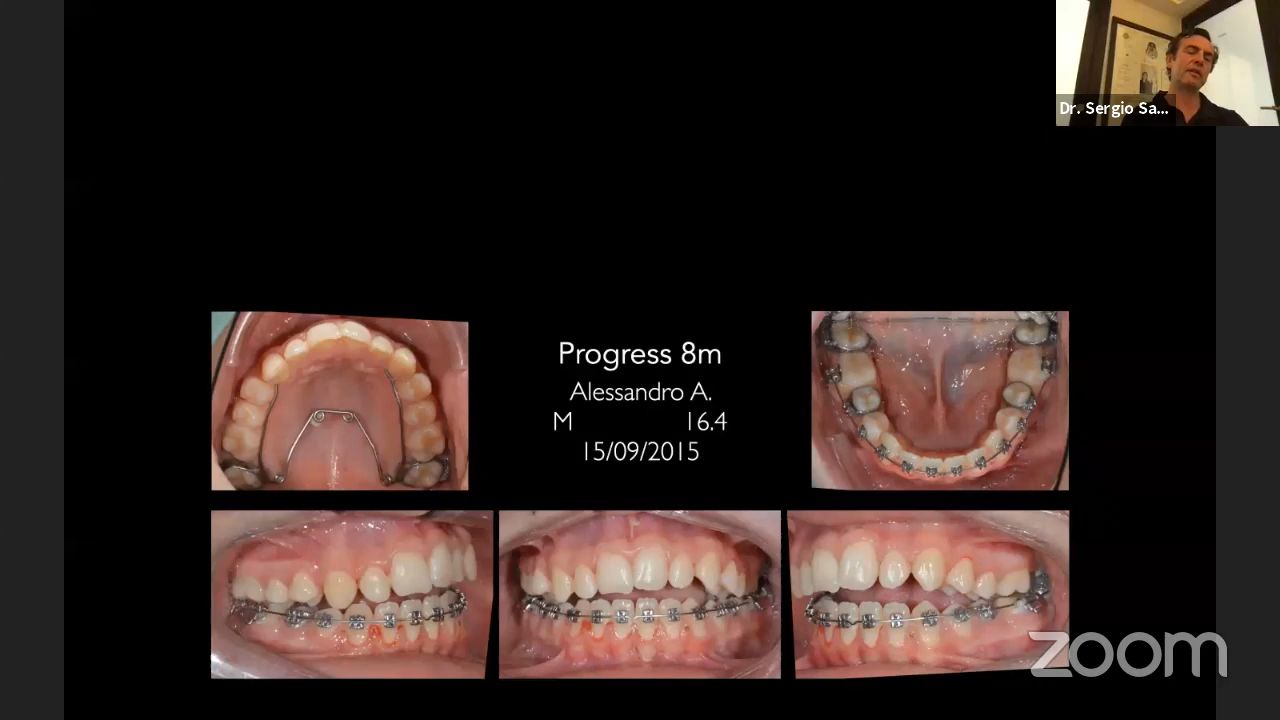 Dr. Sergio Sa...
Progress 8m
Alessandro A.
M 16.4
15/09/2015
zoom